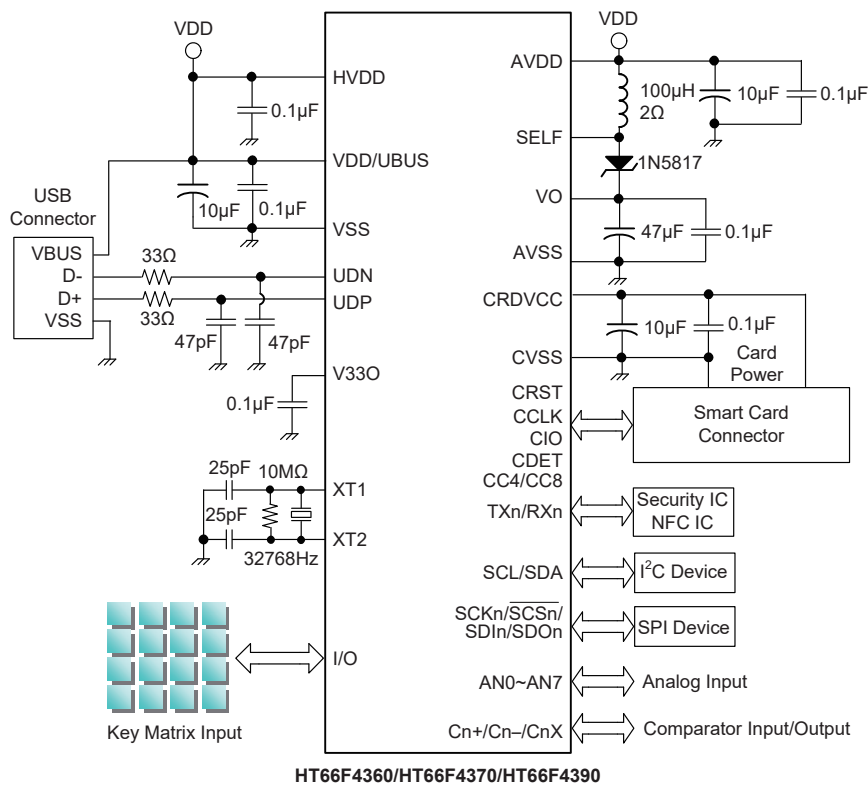 VDD
HVDD
0.1µF
VDD/UBUS
10µF
0.1µF
VSS
USB
Connector
VBUS
D-
D+
VSS
33Ω
33Ω
UDN
UDP
47pF
47pF
V33O
0.1µF
25pF
10MΩ
XT1
25pF
XT2
32768Hz
I/O
Key Matrix Input
VDD
AVDD
100µH
2Ω
10µF
0.1µF
SELF
1N5817
VO
47µF
0.1µF
AVSS
CRDVCC
10µF
0.1µF
CVSS
Card
Power
CRST
CCLK
CIO
CDET
CC4/CC8
Smart Card
Connector
TXn/RXn
Security IC
NFC IC
SCL/SDA
I²C Device
SCKn/S̅C̅S̅n̅/
SDIn/SDOn
SPI Device
AN0~AN7
Analog Input
Cn+/Cn–/CnX
Comparator Input/Output
HT66F4360/HT66F4370/HT66F4390